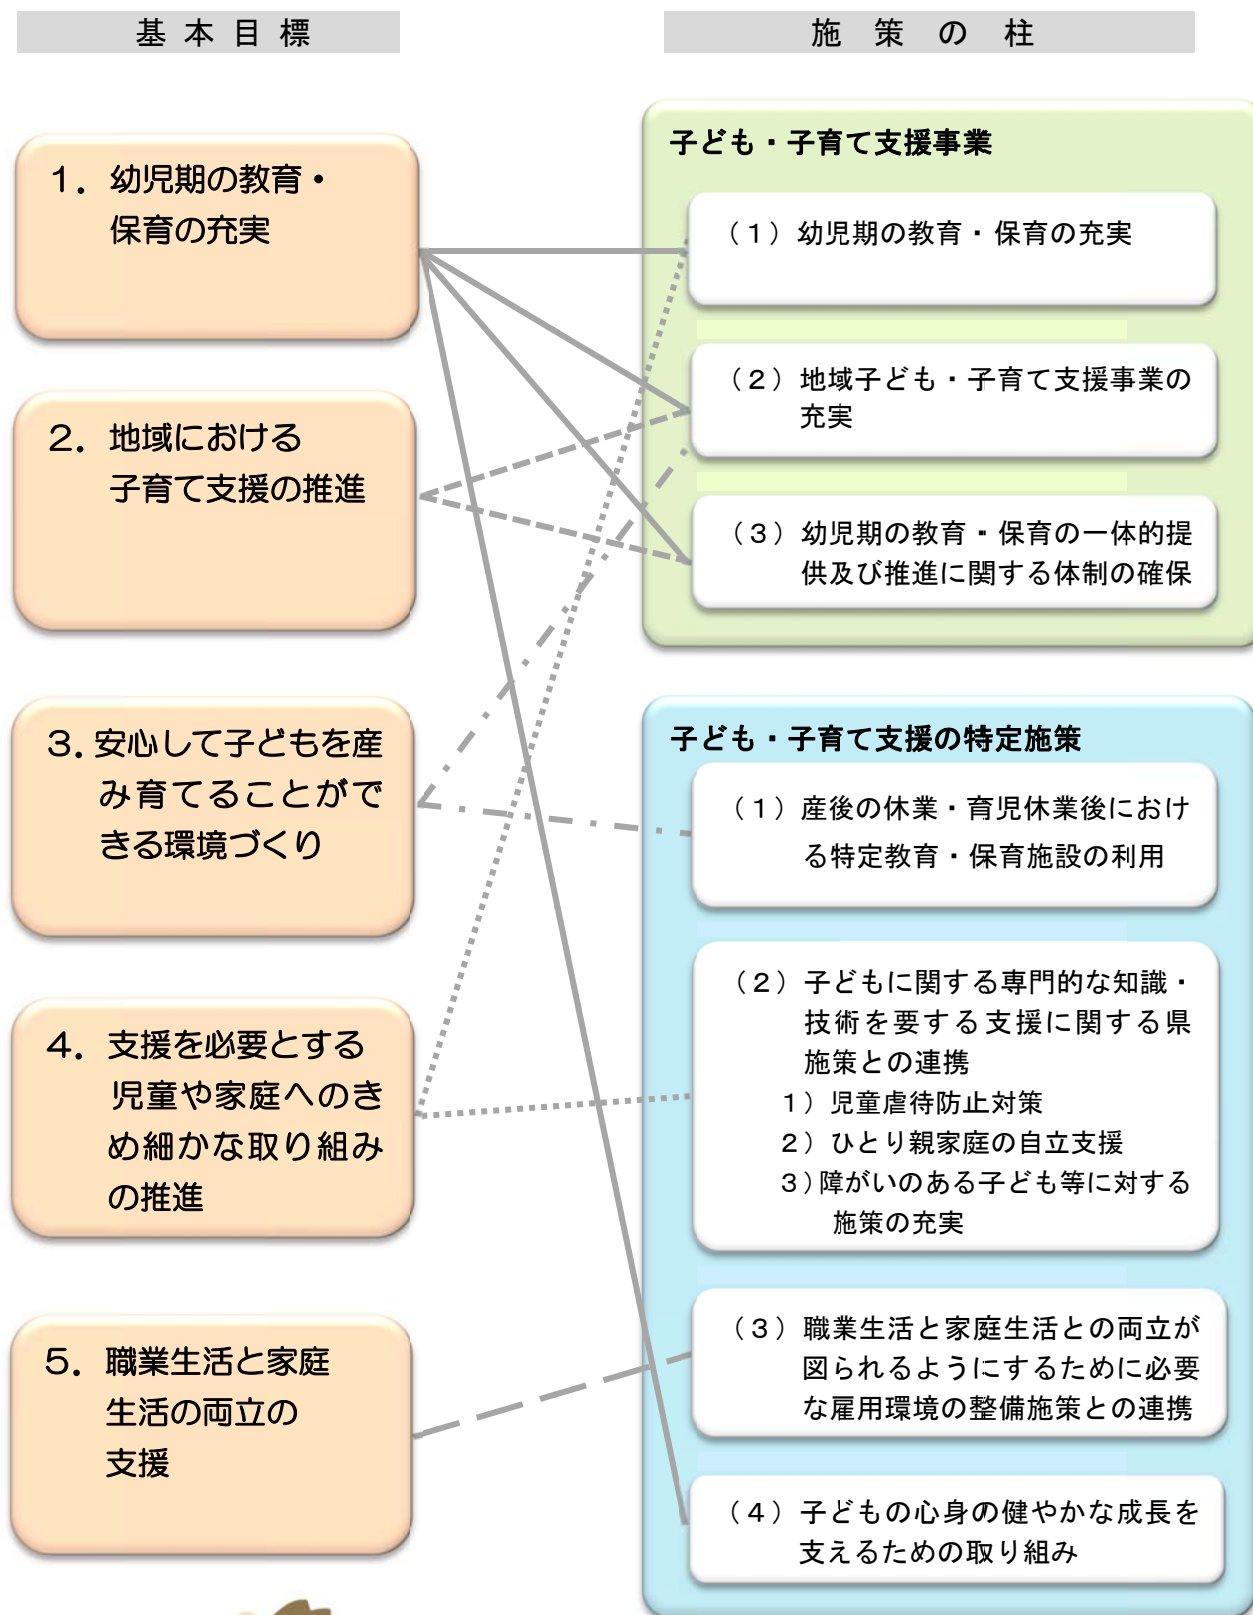 基本目標
施策の柱
1．幼児期の教育・
保育の充実
2．地域における
子育て支援の推進
3．安心して子どもを産
み育てることがで
きる環境づくり
4．支援を必要とする
児童や家庭へのき
め細かな取り組み
の推進
5．職業生活と家庭
生活の両立の
支援
子ども・子育て支援事業
（1）幼児期の教育・保育の充実
（2）地域子ども・子育て支援事業の
充実
（3）幼児期の教育・保育の一体的提
供及び推進に関する体制の確保
子ども・子育て支援の特定施策
（1）産後の休業・育児休業後におけ
る特定教育・保育施設の利用
（2）子どもに関する専門的な知識・
技術を要する支援に関する県
施策との連携
1）児童虐待防止対策
2）ひとり親家庭の自立支援
3）障がいのある子ども等に対する
施策の充実
（3）職業生活と家庭生活との両立が
図られるようにするために必要
な雇用環境の整備施策との連携
（4）子どもの心身の健やかな成長を
支えるための取り組み